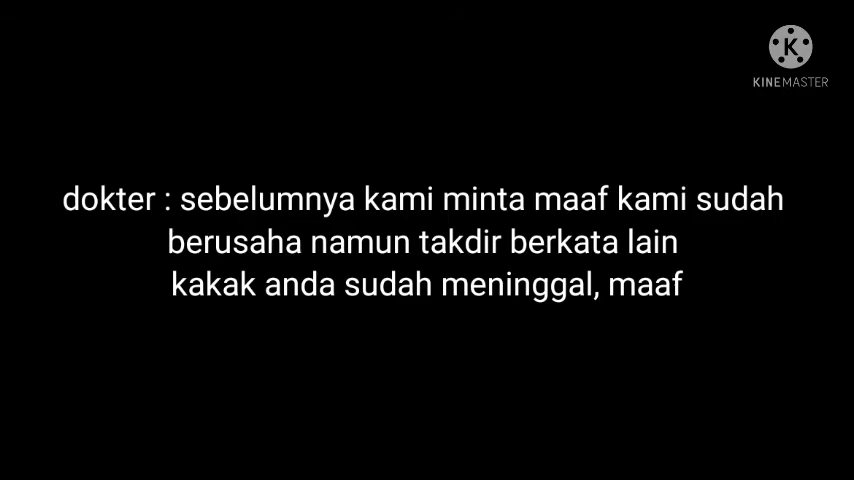 K
KINEMASTER
dokter : sebelumnya kami minta maaf kami sudah
berusaha namun takdir berkata lain
kakak anda sudah meninggal, maaf